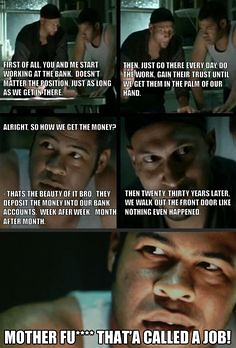 FIRST OF ALL, YOU AND ME START
WORKING AT THE BANK. DOESN'T
MATTER THE POSITION, JUST AS LONG
AS WE GET IN THERE.
THEN, JUST GO THERE EVERY DAY, DO
THE WORK, GAIN THEIR TRUST UNTIL
WE GET THEM IN THE PALM OF OUR
HAND.
ALRIGHT, SO HOW WE GET THE MONEY?
- THATS THE BEAUTY OF IT BRO. THEY
DEPOSIT THE MONEY INTO OUR BANK
ACCOUNTS. WEEK AFER WEEK. MONTH
AFTER MONTH.
THEN TWENTY, THIRTY YEARS LATER,
WE WALK OUT THE FRONT DOOR LIKE
NOTHING EVEN HAPPENED
MOTHER FU**** THAT'A CALLED A JOB!